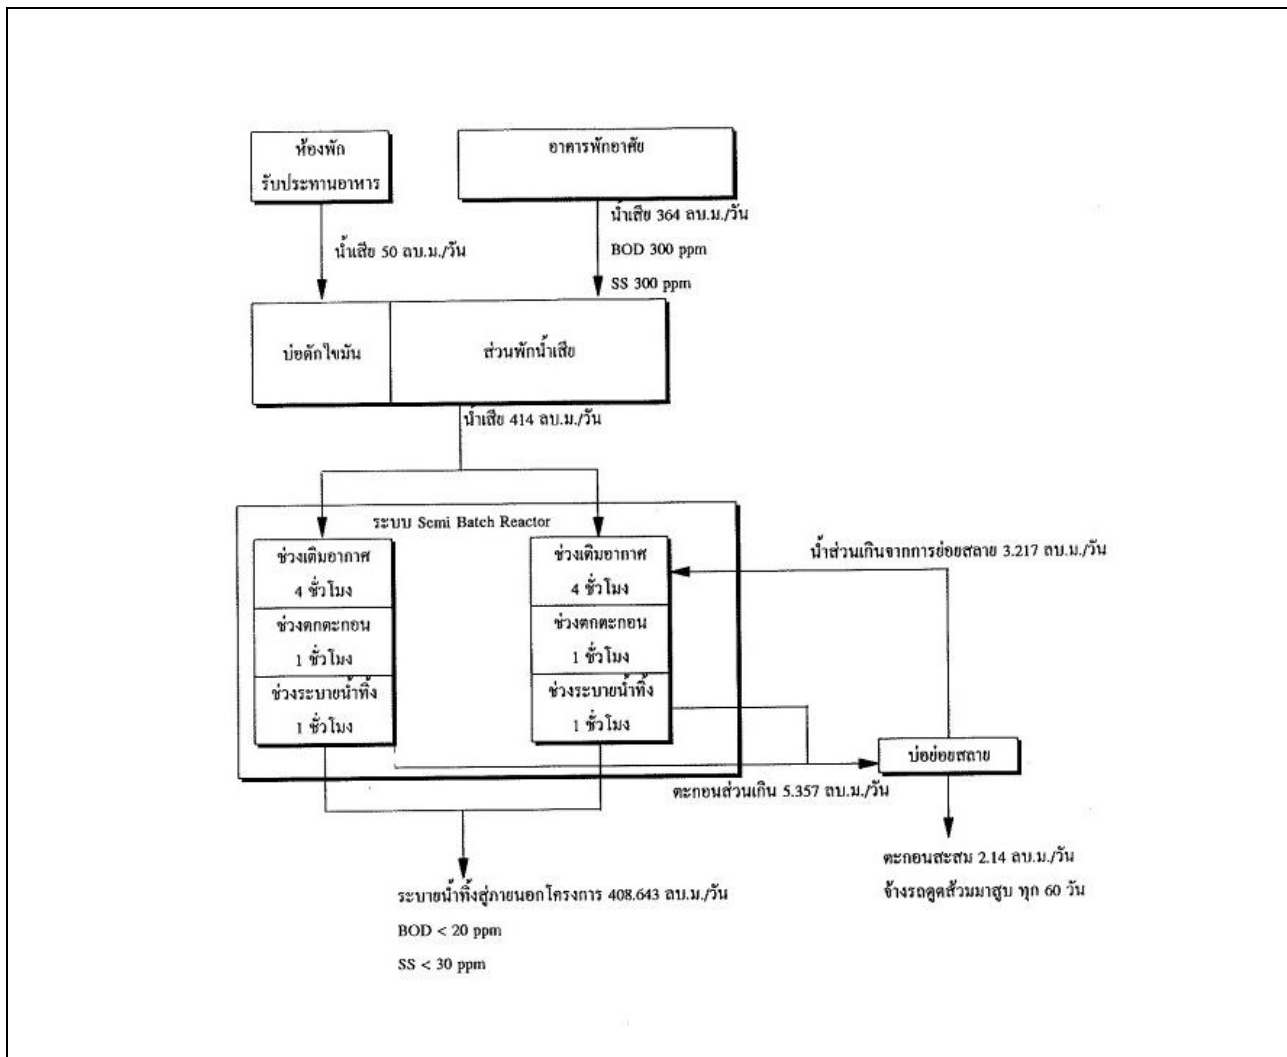 ห้องพัก
รับประทานอาหาร
อาคารพักอาศัย
น้ำเสีย 50 ลบ.ม./วัน
น้ำเสีย 364 ลบ.ม./วัน
BOD 300 ppm
SS 300 ppm
บ่อดักไขมัน
ส่วนพักน้ำเสีย
น้ำเสีย 414 ลบ.ม./วัน
ระบบ Semi Batch Reactor
ช่วงเติมอากาศ
4 ชั่วโมง
ช่วงตกตะกอน
1 ชั่วโมง
ช่วงระบายน้ำทิ้ง
1 ชั่วโมง
ช่วงเติมอากาศ
4 ชั่วโมง
ช่วงตกตะกอน
1 ชั่วโมง
ช่วงระบายน้ำทิ้ง
1 ชั่วโมง
น้ำส่วนเกินจากการย่อยสลาย 3.217 ลบ.ม./วัน
บ่อย่อยสลาย
ตะกอนส่วนเกิน 5.357 ลบ.ม./วัน
ตะกอนสะสม 2.14 ลบ.ม./วัน
จ้างรถดูดส้วมมาสูบ ทุก 60 วัน
ระบายน้ำทิ้งสู่ภายนอกโครงการ 408.643 ลบ.ม./วัน
BOD < 20 ppm
SS < 30 ppm